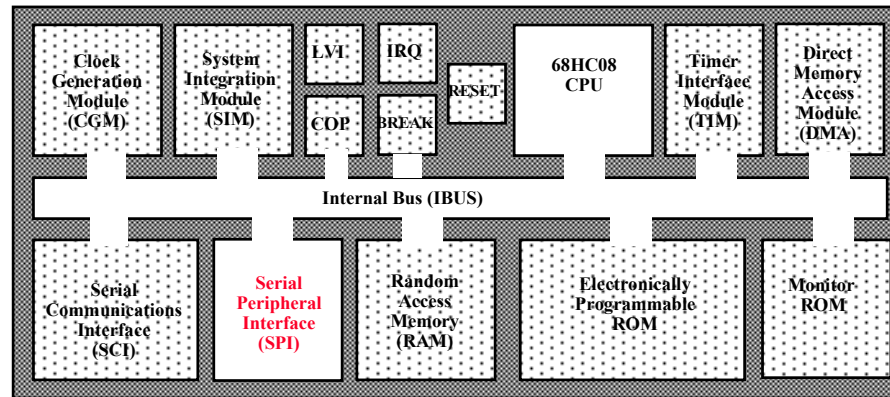 Clock
Generation
Module
(CGM)
System
Integration
Module
(SIM)
LVI
IRQ
COP
BREAK
RESET
68HC08
CPU
Timer
Interface
Module
(TIM)
Direct
Memory
Access
Module
(DMA)
Internal Bus (IBUS)
Serial
Communications
Interface
(SCI)
Serial
Peripheral
Interface
(SPI)
Random
Access
Memory
(RAM)
Electronically
Programmable
ROM
Monitor
ROM